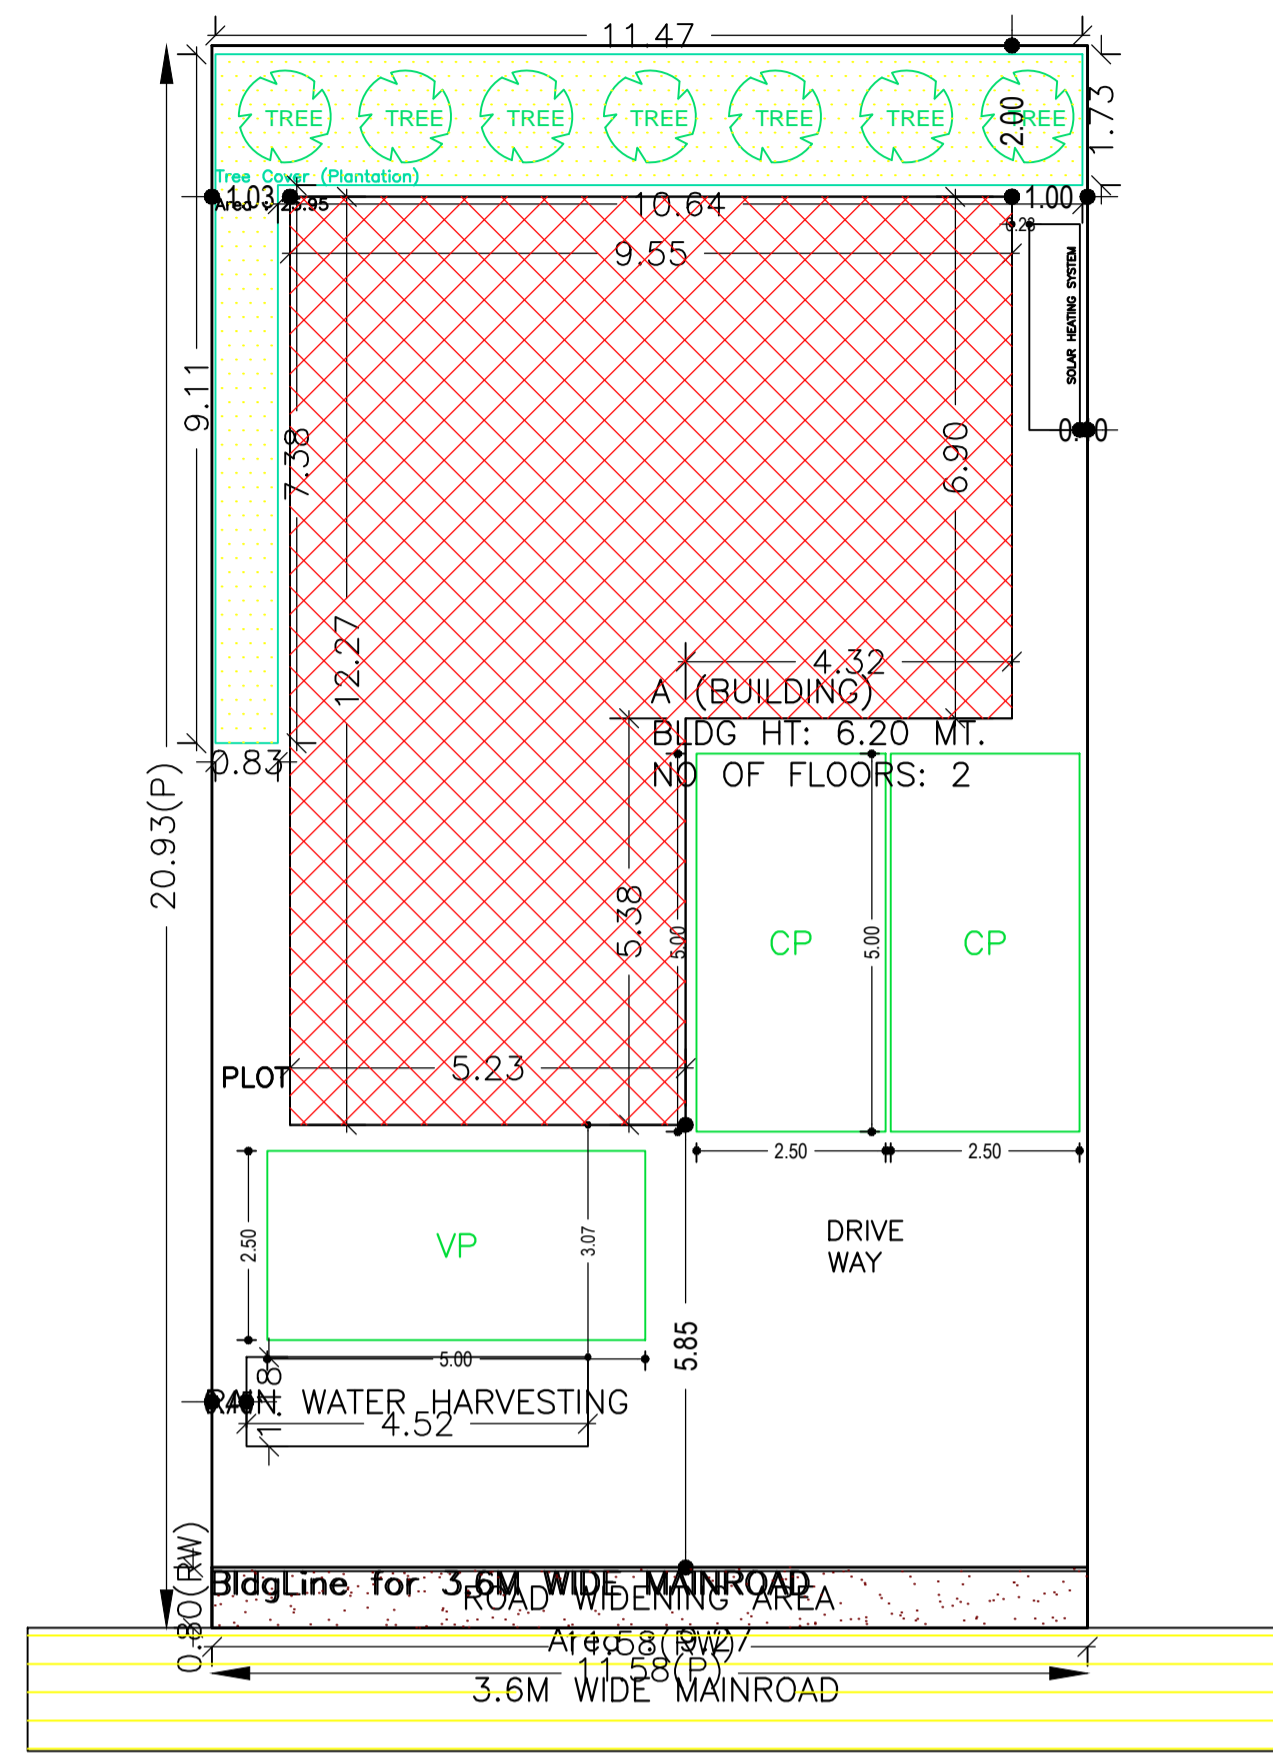 11.47
TREE TREE TREE TREE TREE TREE TREE
2.00
1.73
Tree Cover (Plantation)
1.03
10.64
1.00
9.55
SOLAR HEATING SYSTEM
9.11
7.38
6.90
12.27
4.32
A (BUILDING)
BLDG HT: 6.20 MT.
NO OF FLOORS: 2
0.83
20.93(P)
5.38
5.00
5.00
CP
CP
5.23
PLOT
2.50
2.50
2.50
VP
3.07
DRIVE
WAY
5.85
5.00
RAIN WATER HARVESTING
4.52
BldgLine for 3.6M WIDE MAINROAD
ROAD WIDENING AREA
11.58(RW)
11.58(P)
3.6M WIDE MAINROAD